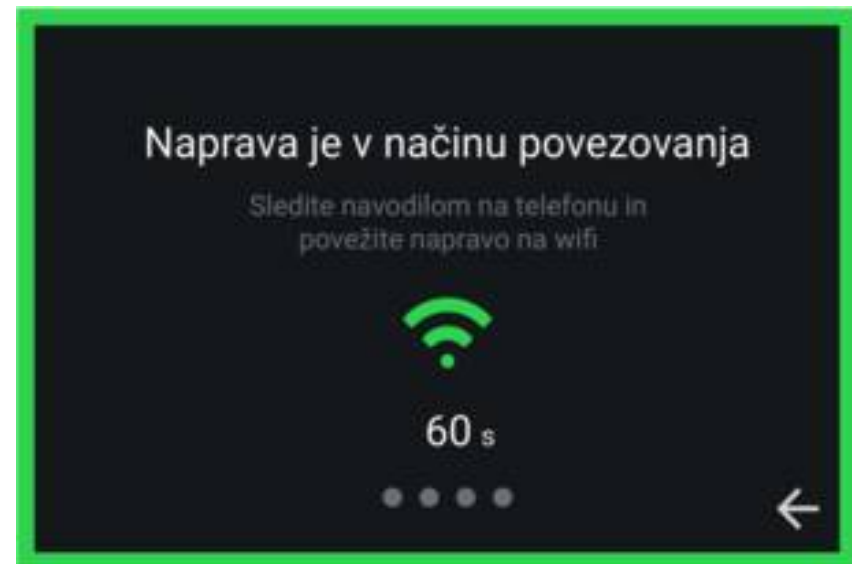 Naprava je v načinu povezovanja
Sledite navodilom na telefonu in
povežite napravo na wifi
60 s